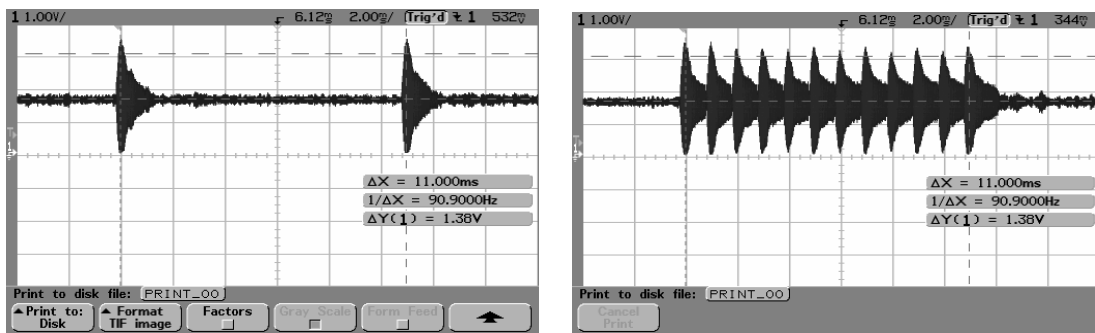 1 1.00V/ 6.12ms 2.00ms/ Trig'd 1 532mV
1
ΔX = 11.000ms
1/ΔX = 90.9000Hz
ΔY(1) = 1.38V
Print to disk file: PRINT_00
Print to: Disk
Format TIF image
Factors
Gray Scale
Form Feed
1 1.00V/ 6.12ms 2.00ms/ Trig'd 1 344mV
1
ΔX = 11.000ms
1/ΔX = 90.9000Hz
ΔY(1) = 1.38V
Print to disk file: PRINT_00
Cancel Print